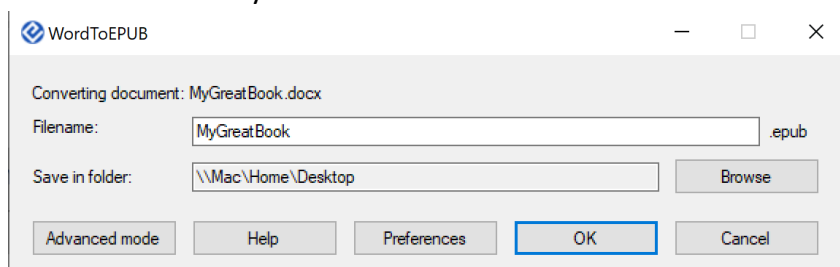 WordToEPUB
Converting document: MyGreatBook.docx
Filename: MyGreatBook .epub
Save in folder: \\Mac\Home\Desktop Browse
Advanced mode Help Preferences OK Cancel